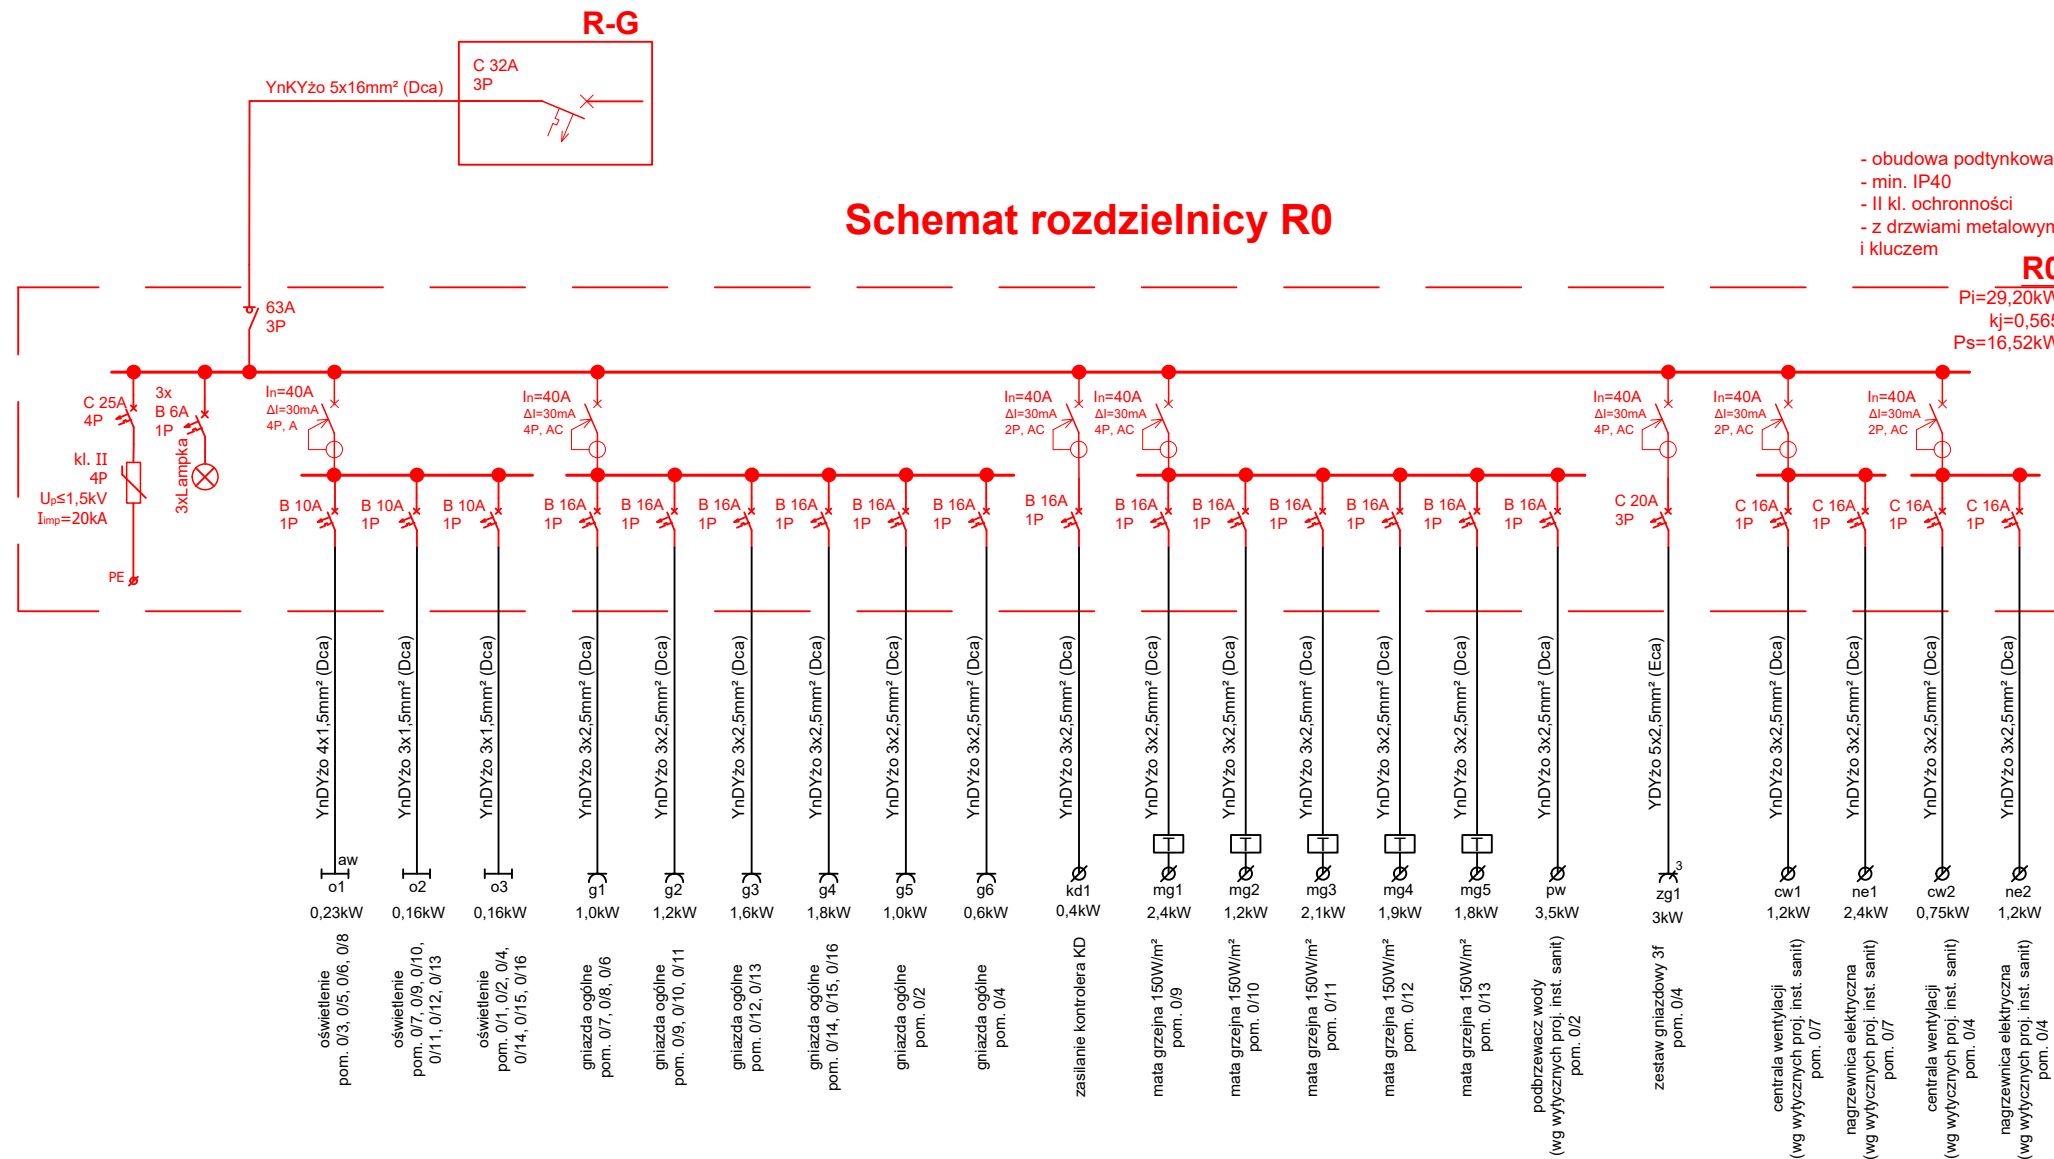 R-G
C 32A
3P
YnKYżo 5x16mm² (Dca)
Schemat rozdzielnicy R0
- obudowa podtynkowa
- min. IP40
- II kl. ochronności
- z drzwiami metalowym
i kluczem
R0
Pi=29,20kW
kj=0,565
Ps=16,52kW
63A
3P
C 25A
4P
kl. II
4P
Up≤1,5kV
Iimp=20kA
PE
3x
B 6A
1P
3xLampka
In=40A
ΔI=30mA
4P, A
In=40A
ΔI=30mA
4P, AC
In=40A
ΔI=30mA
2P, AC
In=40A
ΔI=30mA
4P, AC
In=40A
ΔI=30mA
4P, AC
In=40A
ΔI=30mA
2P, AC
In=40A
ΔI=30mA
2P, AC
B 10A
1P
B 10A
1P
B 10A
1P
B 16A
1P
B 16A
1P
B 16A
1P
B 16A
1P
B 16A
1P
B 16A
1P
B 16A
1P
B 16A
1P
B 16A
1P
B 16A
1P
B 16A
1P
B 16A
1P
B 16A
1P
C 20A
3P
C 16A
1P
C 16A
1P
C 16A
1P
C 16A
1P
YnDYżo 4x1,5mm² (Dca)
YnDYżo 3x1,5mm² (Dca)
YnDYżo 3x1,5mm² (Dca)
YnDYżo 3x2,5mm² (Dca)
YnDYżo 3x2,5mm² (Dca)
YnDYżo 3x2,5mm² (Dca)
YnDYżo 3x2,5mm² (Dca)
YnDYżo 3x2,5mm² (Dca)
YnDYżo 3x2,5mm² (Dca)
YnDYżo 3x2,5mm² (Dca)
YnDYżo 3x2,5mm² (Dca)
YnDYżo 3x2,5mm² (Dca)
YnDYżo 3x2,5mm² (Dca)
YnDYżo 3x2,5mm² (Dca)
YnDYżo 3x2,5mm² (Dca)
YnDYżo 3x2,5mm² (Dca)
YDYżo 5x2,5mm² (Eca)
YnDYżo 3x2,5mm² (Dca)
YnDYżo 3x2,5mm² (Dca)
YnDYżo 3x2,5mm² (Dca)
YnDYżo 3x2,5mm² (Dca)
aw
o1
0,23kW
oświetlenie
pom. 0/3, 0/5, 0/6, 0/8
o2
0,16kW
oświetlenie
pom. 0/7, 0/9, 0/10,
0/11, 0/12, 0/13
o3
0,16kW
oświetlenie
pom. 0/1, 0/2, 0/4,
0/14, 0/15, 0/16
g1
1,0kW
gniazda ogólne
pom. 0/7, 0/8, 0/6
g2
1,2kW
gniazda ogólne
pom. 0/9, 0/10, 0/11
g3
1,6kW
gniazda ogólne
pom. 0/12, 0/13
g4
1,8kW
gniazda ogólne
pom. 0/14, 0/15, 0/16
g5
1,0kW
gniazda ogólne
pom. 0/2
g6
0,6kW
gniazda ogólne
pom. 0/4
kd1
0,4kW
zasilanie kontrolera KD
T
mg1
2,4kW
mata grzejna 150W/m²
pom. 0/9
T
mg2
1,2kW
mata grzejna 150W/m²
pom. 0/10
T
mg3
2,1kW
mata grzejna 150W/m²
pom. 0/11
T
mg4
1,9kW
mata grzejna 150W/m²
pom. 0/12
T
mg5
1,8kW
mata grzejna 150W/m²
pom. 0/13
pw
3,5kW
podbrzewacz wody
(wg wytycznych proj. inst. sanit)
pom. 0/2
3
zg1
3kW
zestaw gniazdowy 3f
pom. 0/4
cw1
1,2kW
centrala wentylacji
(wg wytycznych proj. inst. sanit)
pom. 0/7
ne1
2,4kW
nagrzewnica elektryczna
(wg wytycznych proj. inst. sanit)
pom. 0/7
cw2
0,75kW
centrala wentylacji
(wg wytycznych proj. inst. sanit)
pom. 0/4
ne2
1,2kW
nagrzewnica elektryczna
(wg wytycznych proj. inst. sanit)
pom. 0/4